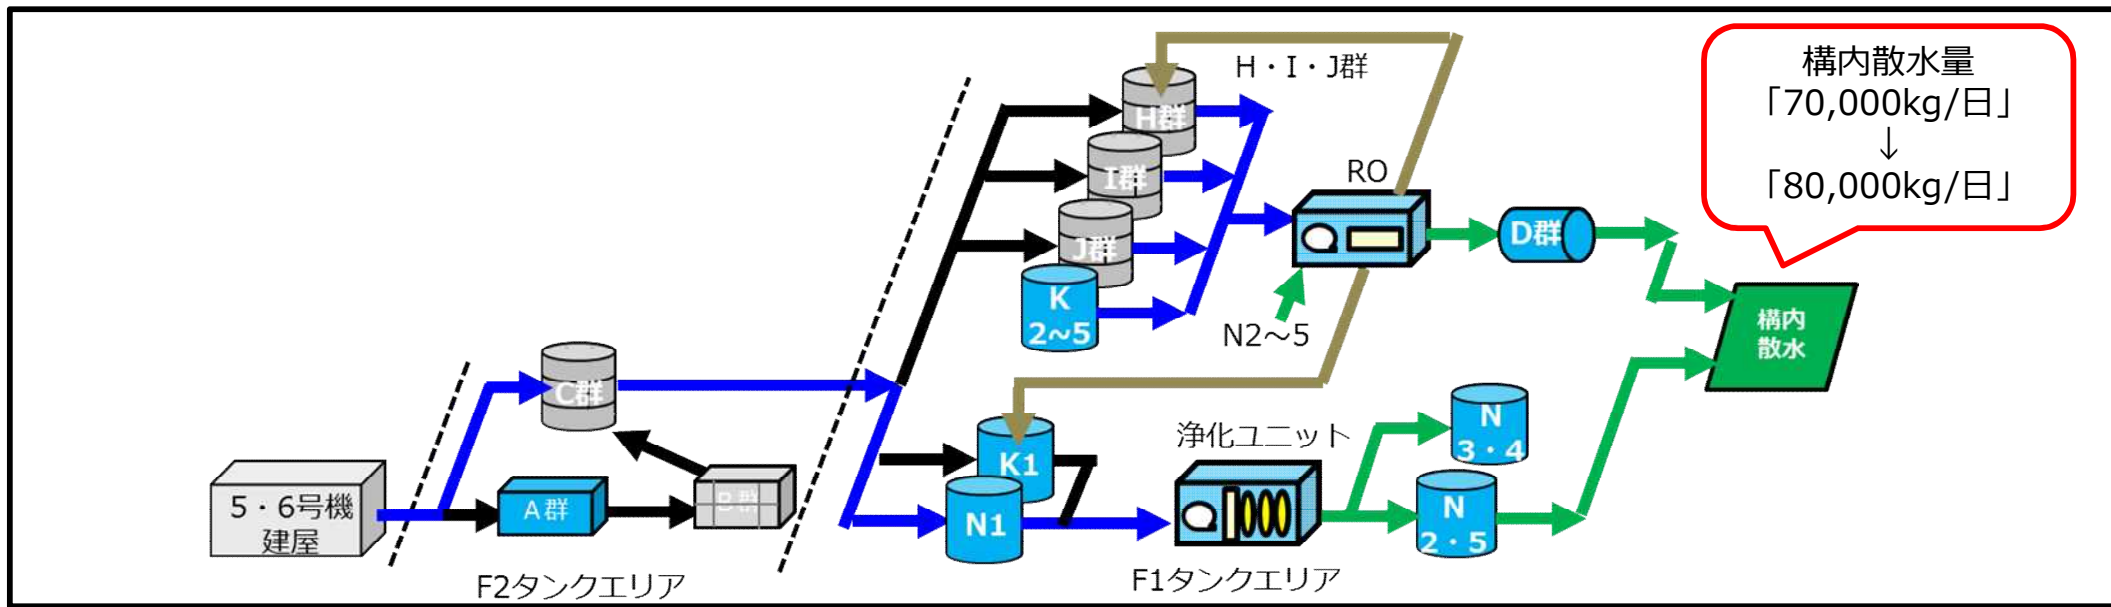 構内散水量
「70,000kg/日」
↓
「80,000kg/日」
H・I・J群
H群
I群
J群
K
2~5
RO
N2～5
D群
構内
散水
C群
5・6号機
建屋
A群
B群
F2タンクエリア
K1
N1
浄化ユニット
N
3・4
N
2・5
F1タンクエリア